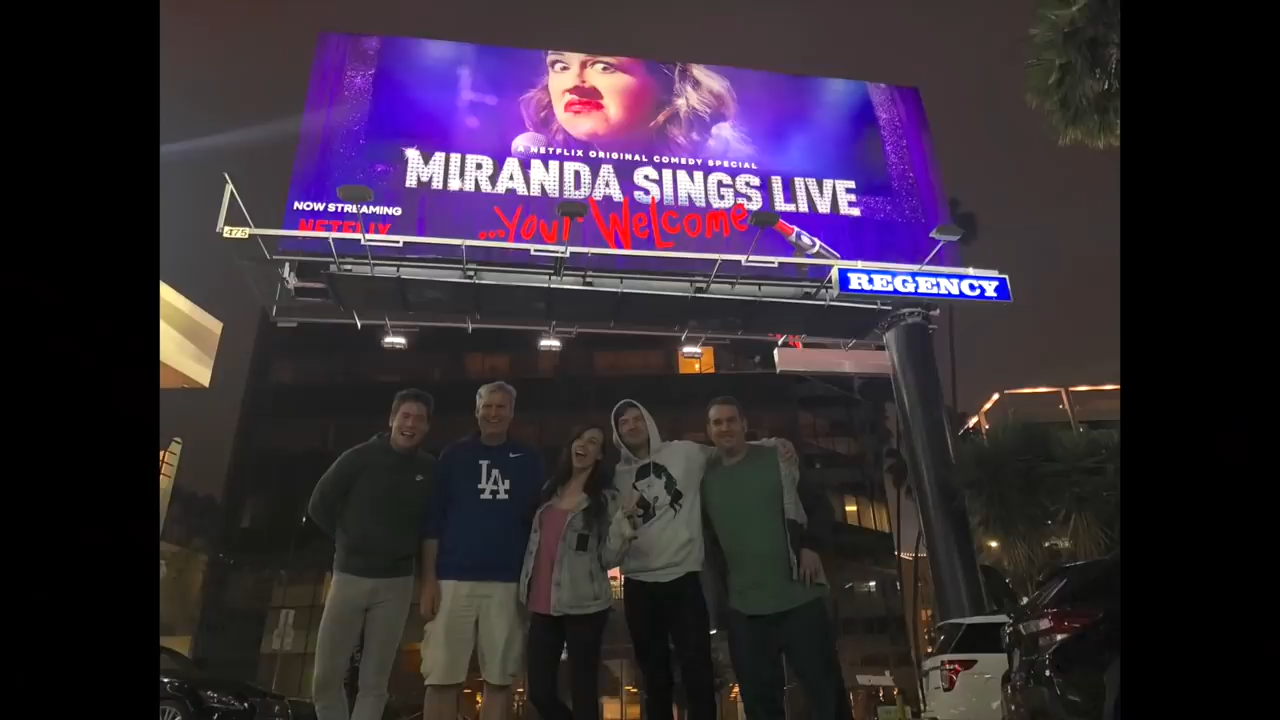 A NETFLIX ORIGINAL COMEDY SPECIAL
MIRANDA SINGS LIVE
...Your Welcome
NOW STREAMING
NETFLIX
475
REGENCY
LA